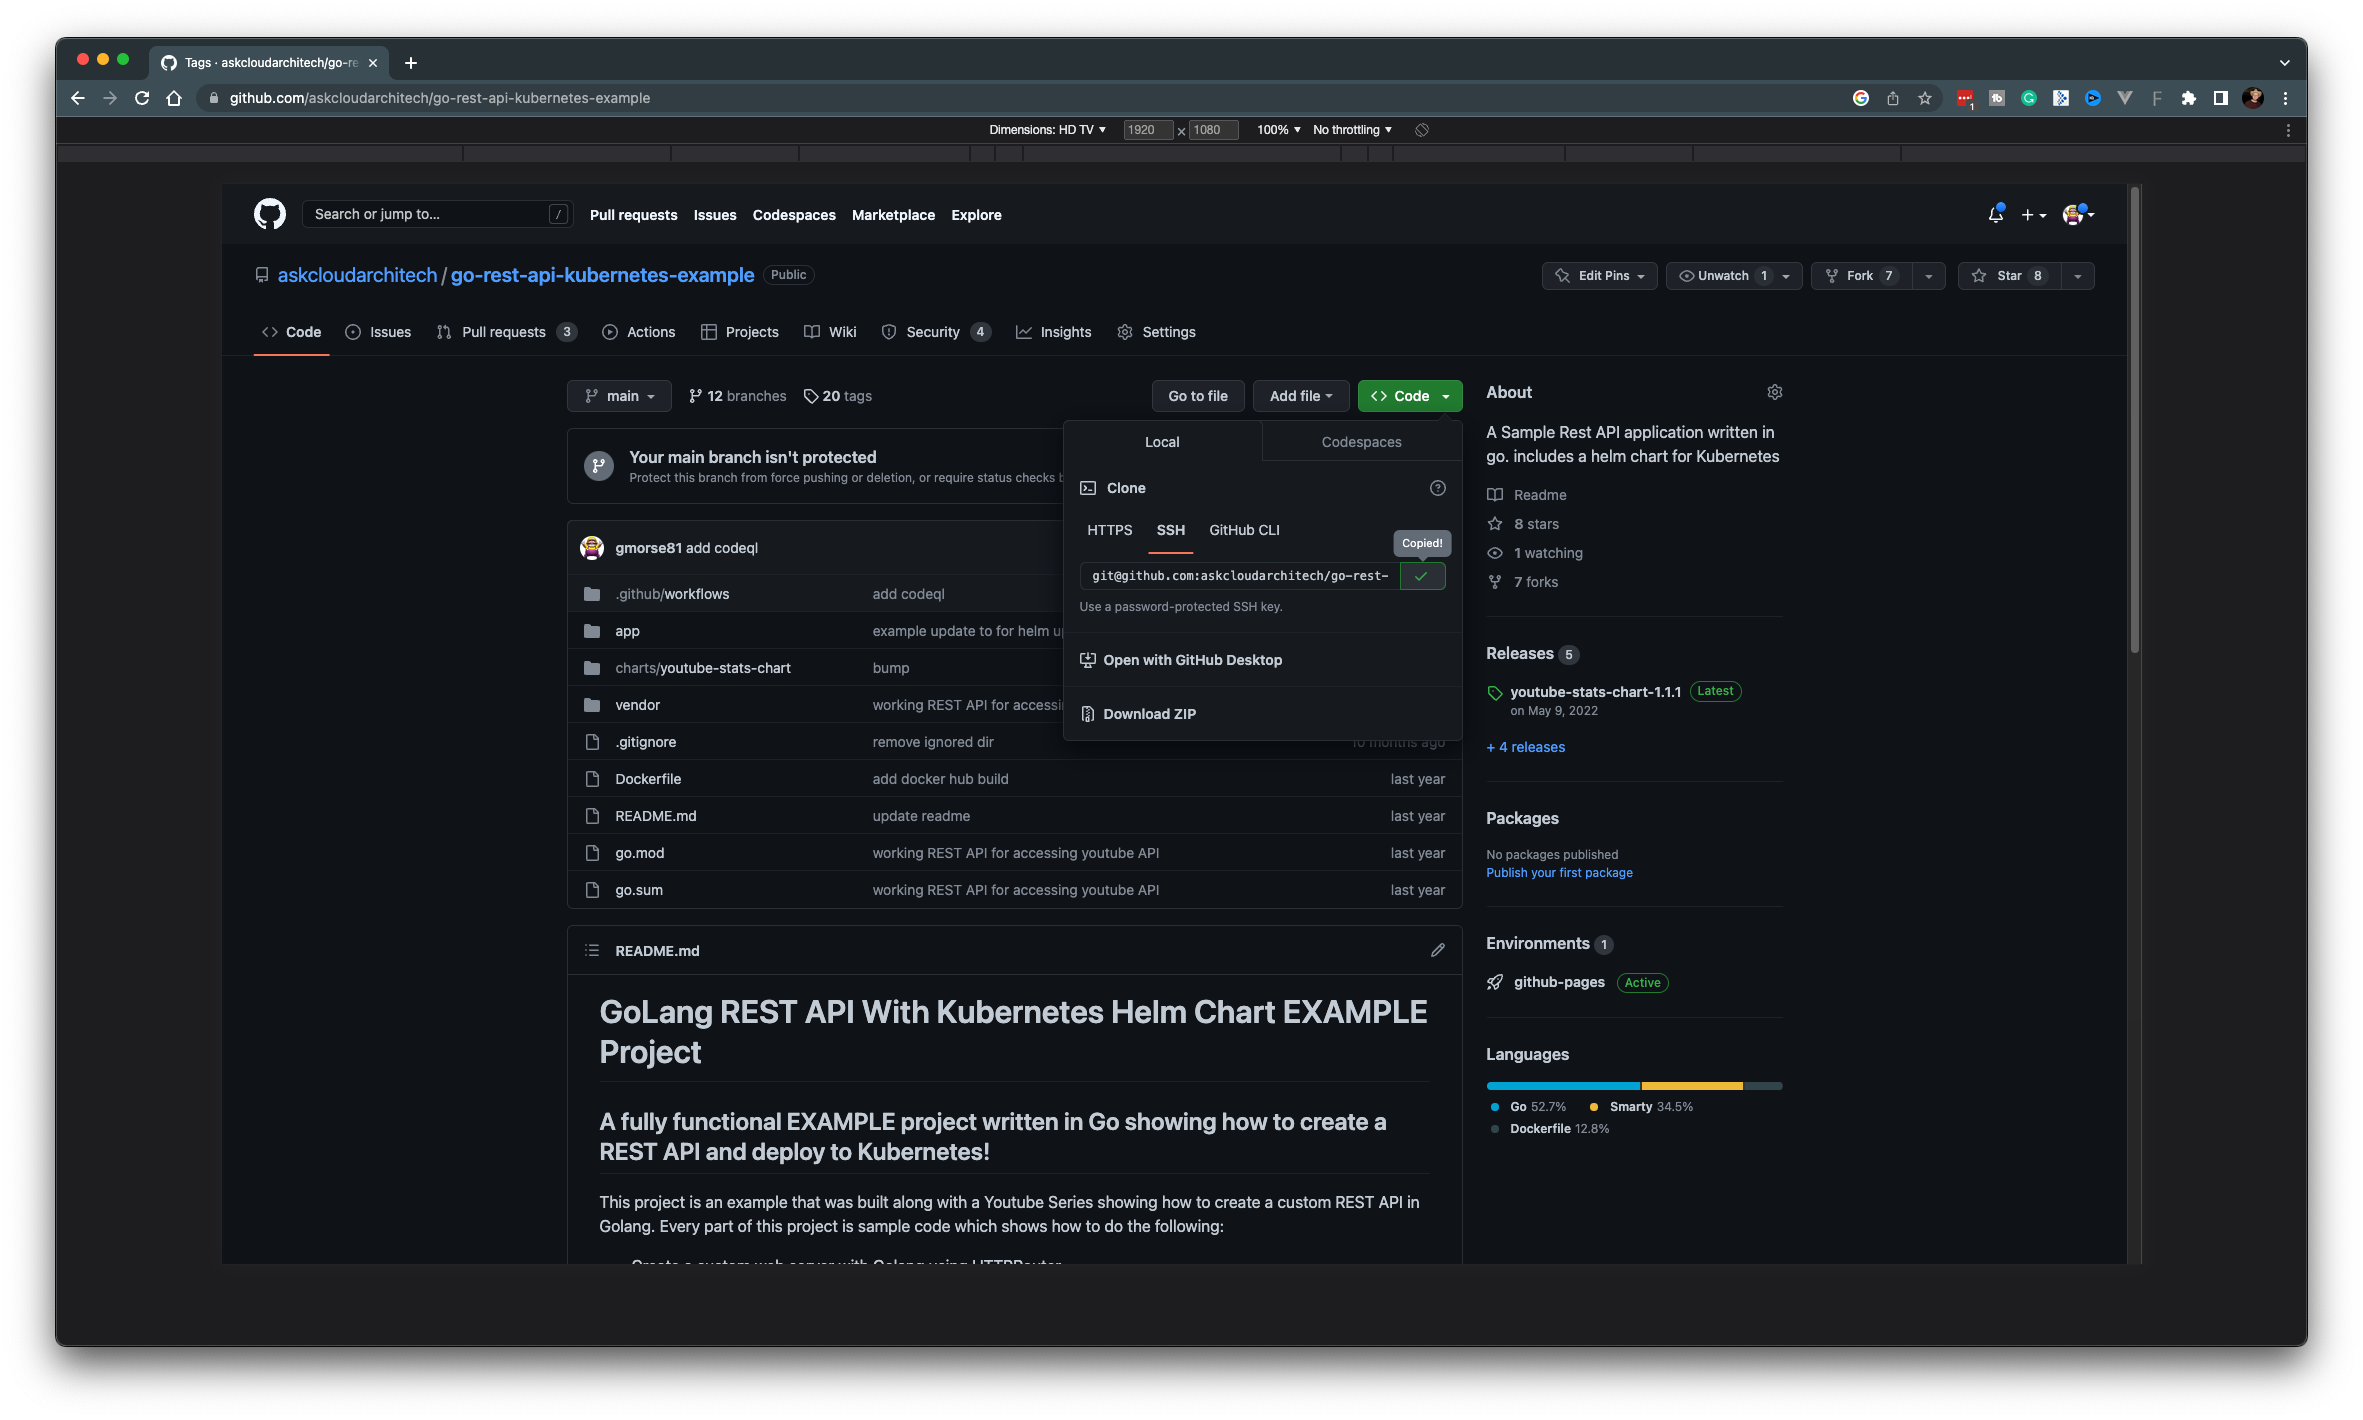 Tags · askcloudarchitech/go-re
github.com/askcloudarchitech/go-rest-api-kubernetes-example
1
Dimensions: HD TV 1920 × 1080 100% No throttling
Search or jump to... / Pull requests Issues Codespaces Marketplace Explore
askcloudarchitech / go-rest-api-kubernetes-example Public
Edit Pins Unwatch 1 Fork 7 Star 8
Code Issues Pull requests 3 Actions Projects Wiki Security 4 Insights Settings
main 12 branches 20 tags Go to file Add file Code
Your main branch isn't protected
Protect this branch from force pushing or deletion, or require status checks
Local Codespaces
Clone
HTTPS SSH GitHub CLI
Copied!
git@github.com:askcloudarchitech/go-rest-
Use a password-protected SSH key.
Open with GitHub Desktop
Download ZIP
gmorse81 add codeql
.github/workflows add codeql
app example update to for helm
charts/youtube-stats-chart bump
vendor working REST API for
.gitignore remove ignored dir 10 months ago
Dockerfile add docker hub build last year
README.md update readme last year
go.mod working REST API for accessing youtube API last year
go.sum working REST API for accessing youtube API last year
README.md
GoLang REST API With Kubernetes Helm Chart EXAMPLE
Project
A fully functional EXAMPLE project written in Go showing how to create a
REST API and deploy to Kubernetes!
This project is an example that was built along with a Youtube Series showing how to create a custom REST API in
Golang. Every part of this project is sample code which shows how to do the following:
Create a custom web server with Golang using HTTPRouter
About
A Sample Rest API application written in
go. includes a helm chart for Kubernetes
Readme
8 stars
1 watching
7 forks
Releases 5
youtube-stats-chart-1.1.1 Latest
on May 9, 2022
+ 4 releases
Packages
No packages published
Publish your first package
Environments 1
github-pages Active
Languages
Go 52.7% Smarty 34.5%
Dockerfile 12.8%